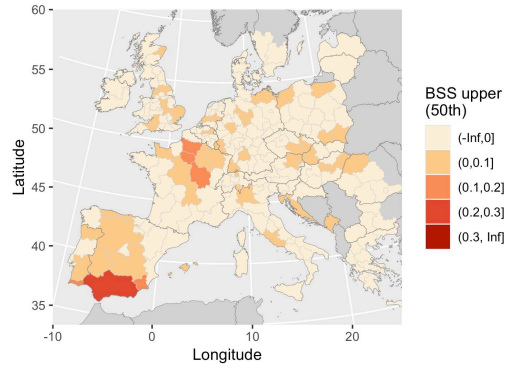 60
55
50
45
40
35
Latitude
-10
0
10
20
Longitude
BSS upper
(50th)
(-Inf,0]
(0,0.1]
(0.1,0.2]
(0.2,0.3]
(0.3, Inf]